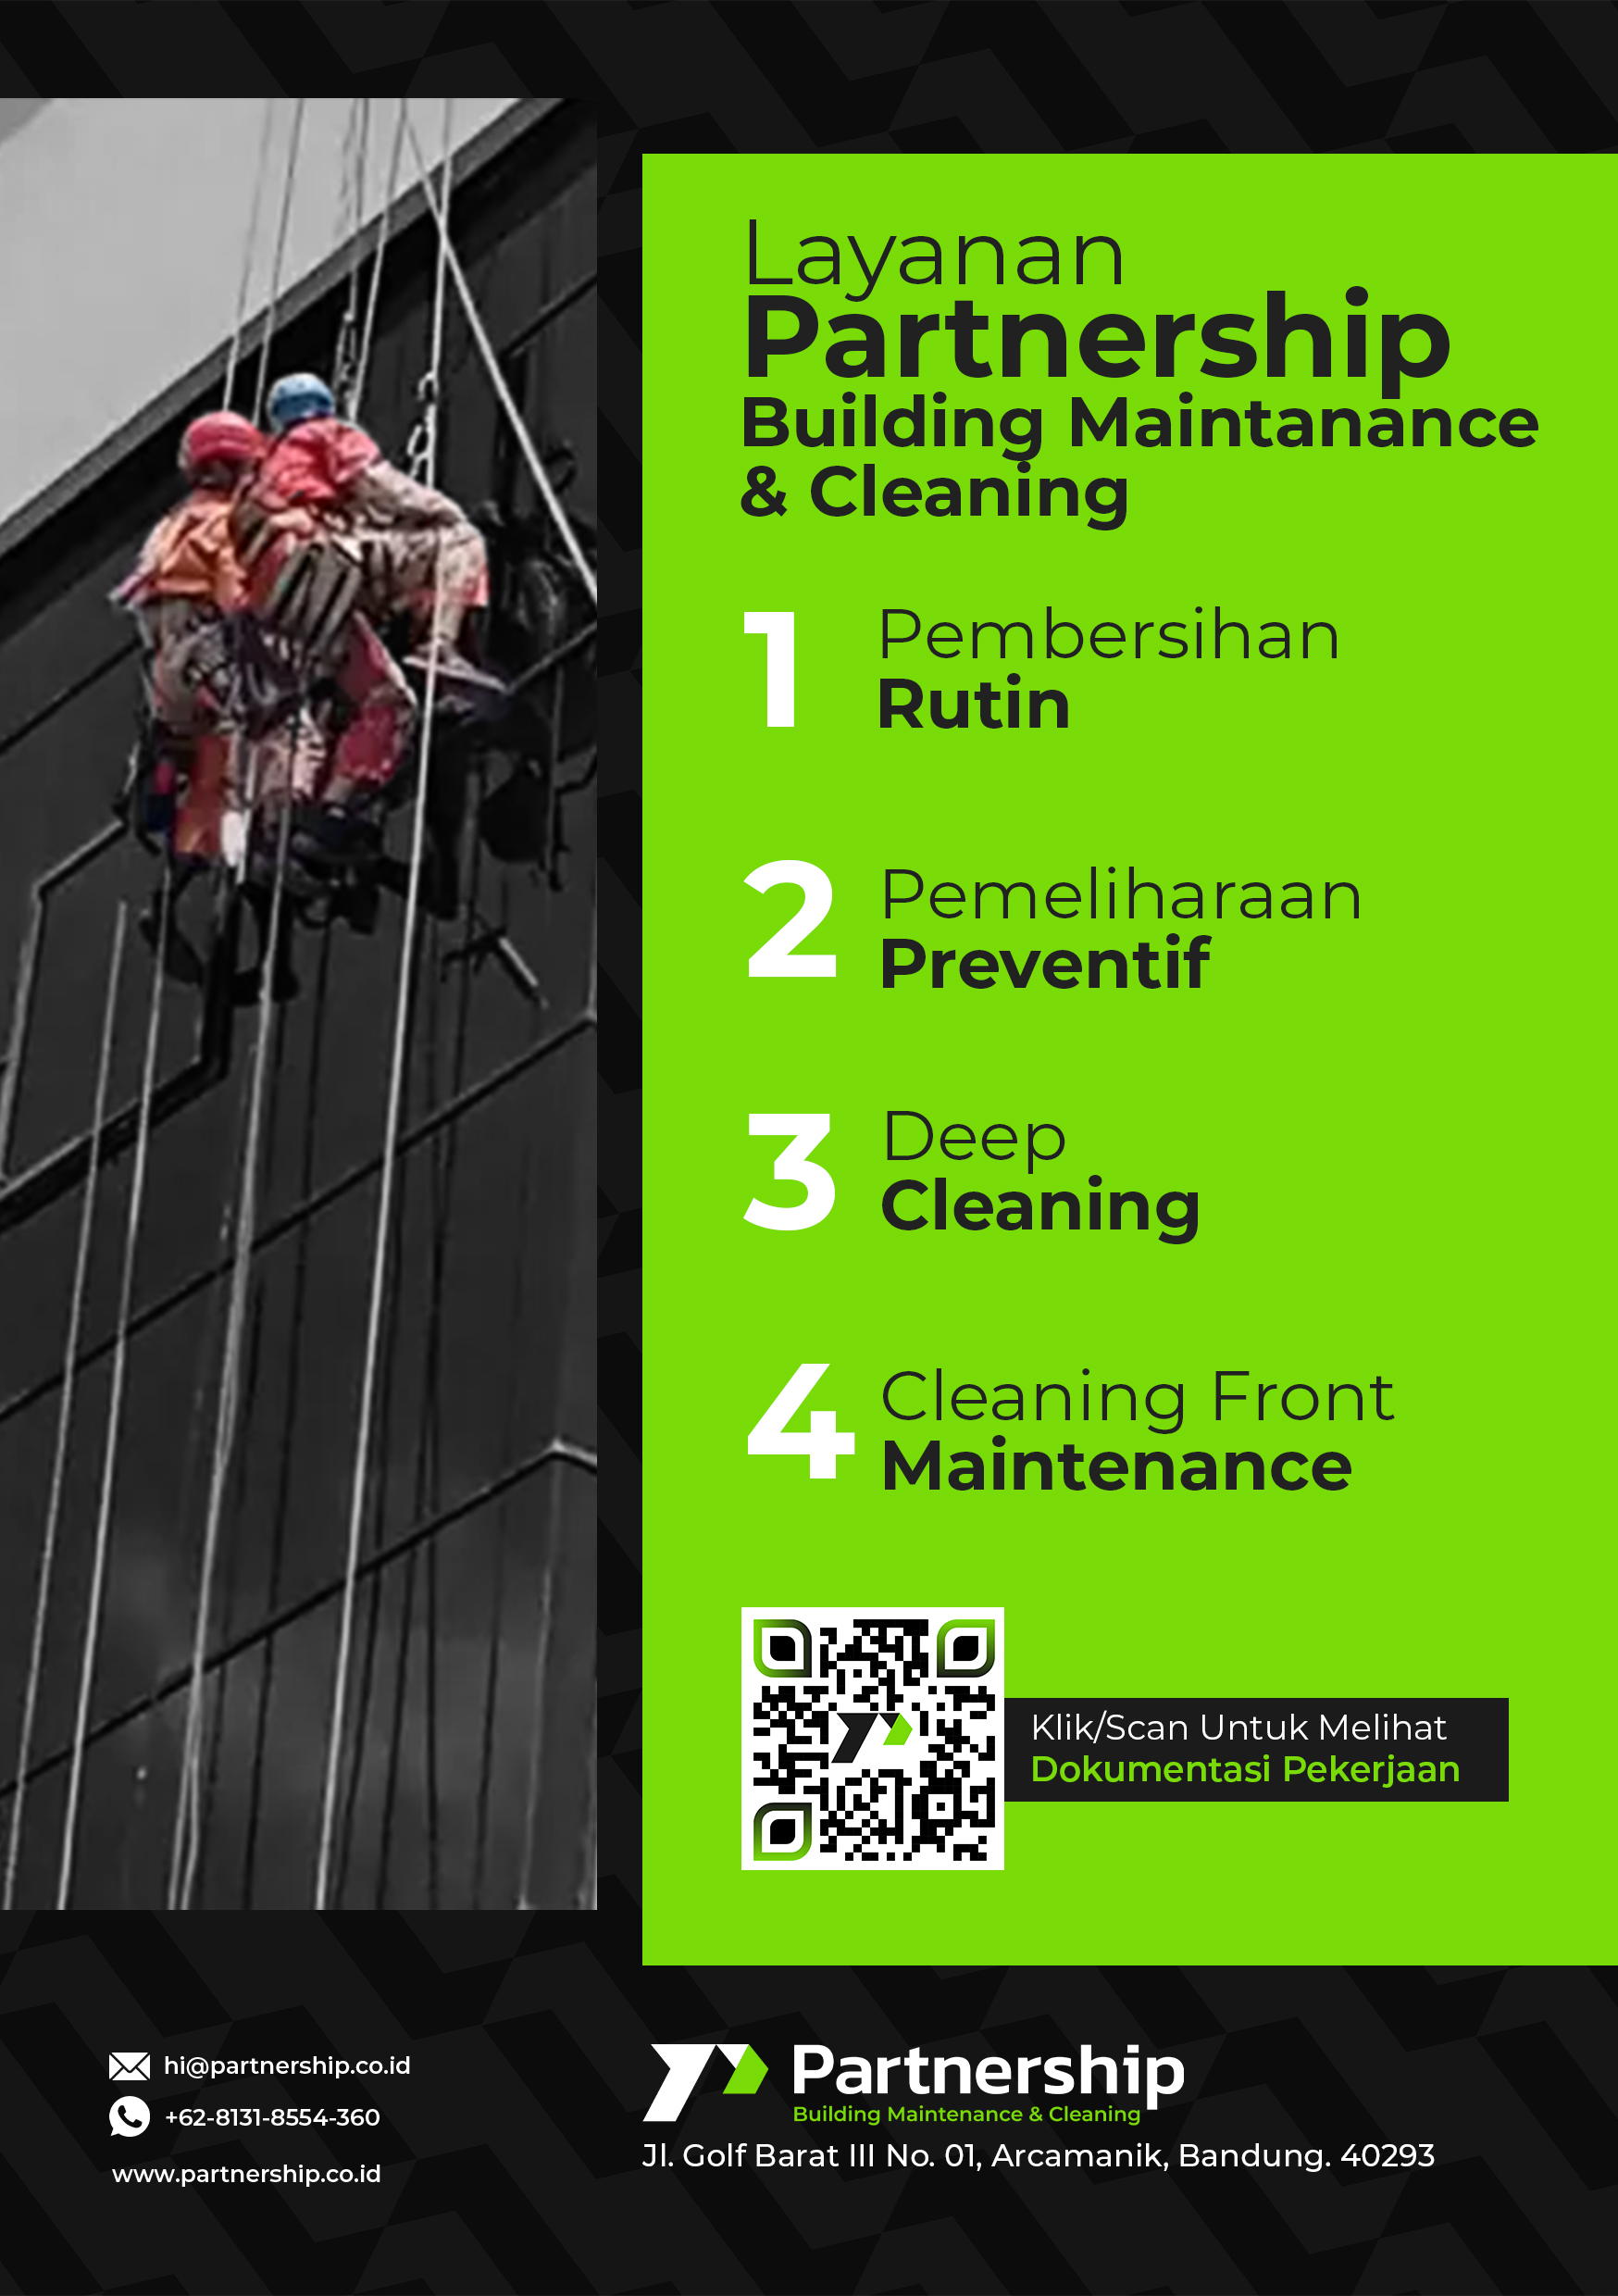 Layanan
Partnership
Building Maintanance
& Cleaning
1
Pembersihan
Rutin
2
Pemeliharaan
Preventif
3
Deep
Cleaning
4
Cleaning Front
Maintenance
Klik/Scan Untuk Melihat
Dokumentasi Pekerjaan
hi@partnership.co.id
+62-8131-8554-360
www.partnership.co.id
Partnership
Building Maintenance & Cleaning
Jl. Golf Barat III No. 01, Arcamanik, Bandung. 40293